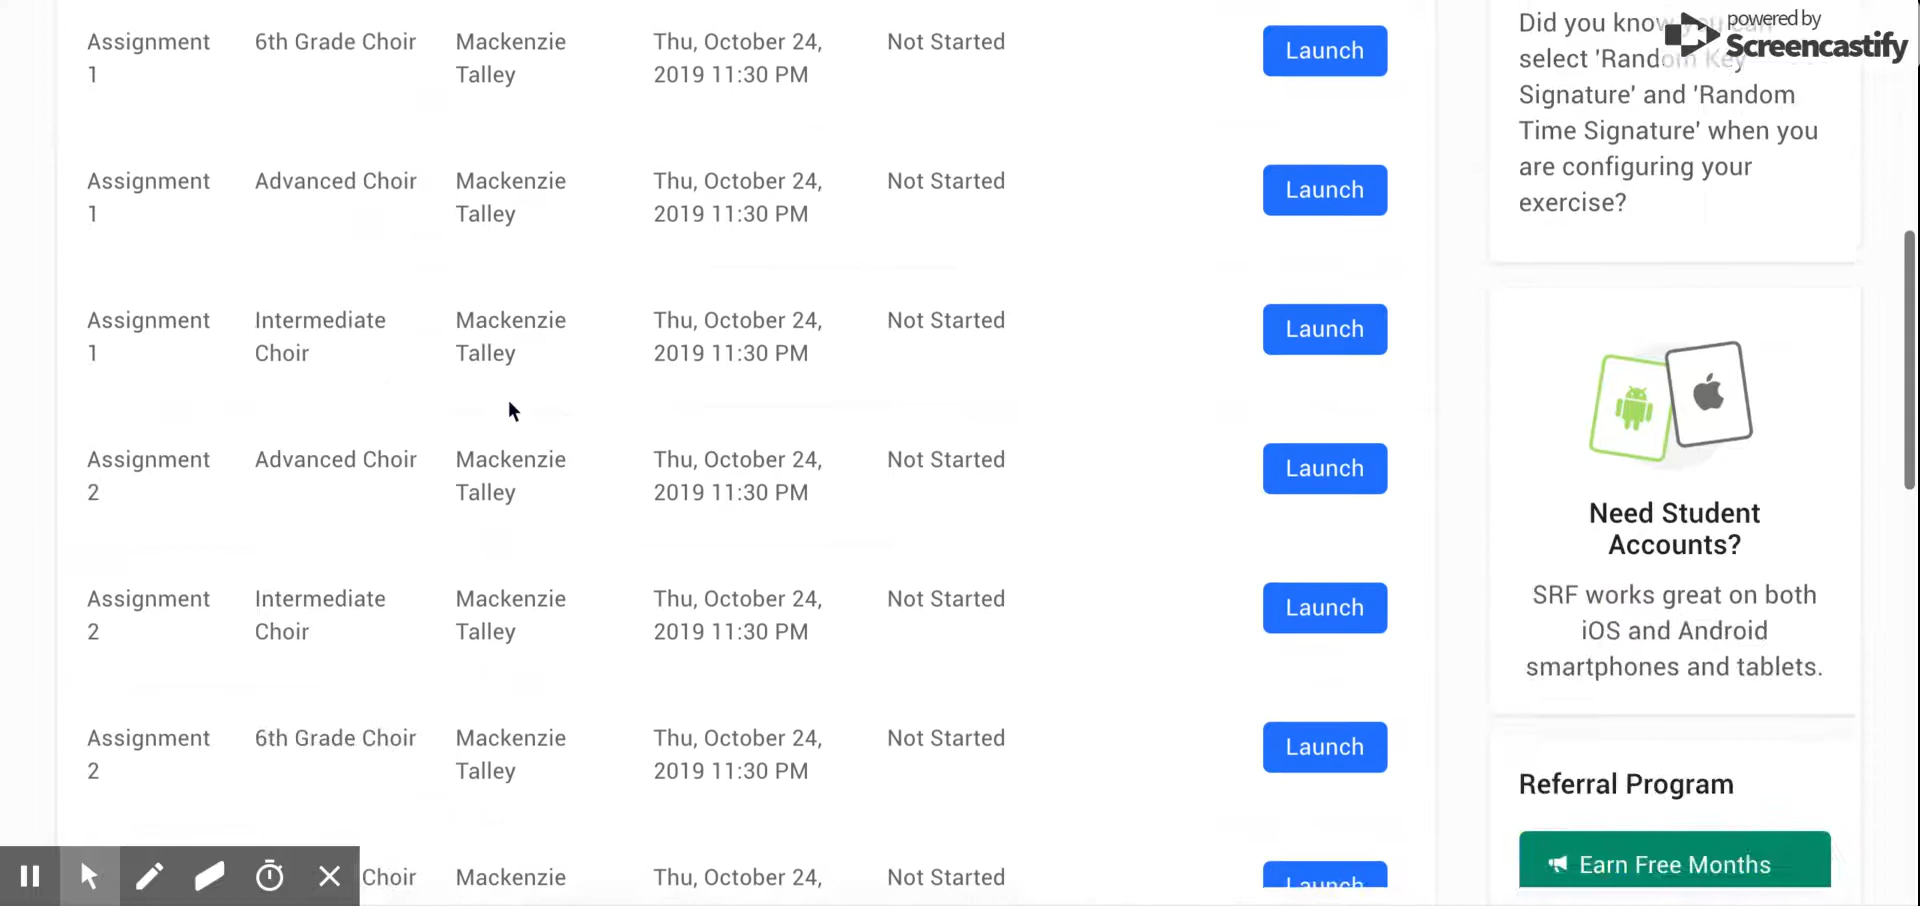 Assignment 6th Grade Choir Mackenzie Thu, October 24, Not Started Launch
1 Talley 2019 11:30 PM
Assignment Advanced Choir Mackenzie Thu, October 24, Not Started Launch
1 Talley 2019 11:30 PM
Assignment Intermediate Mackenzie Thu, October 24, Not Started Launch
1 Choir Talley 2019 11:30 PM
Assignment Advanced Choir Mackenzie Thu, October 24, Not Started Launch
2 Talley 2019 11:30 PM
Assignment Intermediate Mackenzie Thu, October 24, Not Started Launch
2 Choir Talley 2019 11:30 PM
Assignment 6th Grade Choir Mackenzie Thu, October 24, Not Started Launch
2 Talley 2019 11:30 PM
Choir Mackenzie Thu, October 24, Not Started Launch
powered by
Screencastify
Did you know you can
select 'Random Key
Signature' and 'Random
Time Signature' when you
are configuring your
exercise?
Need Student
Accounts?
SRF works great on both
iOS and Android
smartphones and tablets.
Referral Program
Earn Free Months